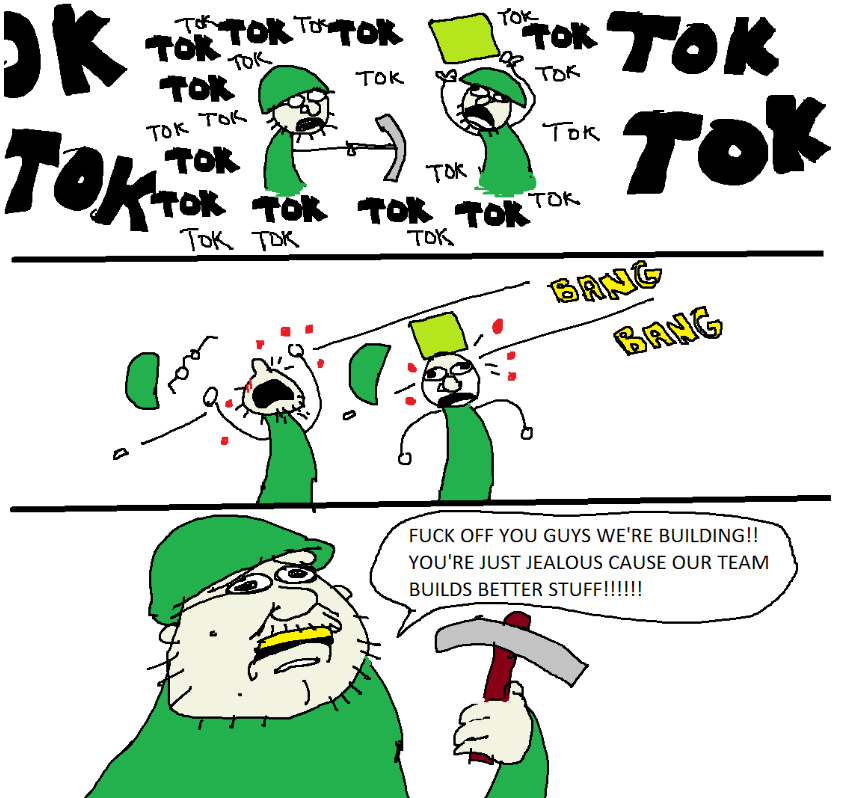 OK TOK TOK TOK TOK TOK TOK TOK TOK
TOK TOK TOK TOK
TOK
TOK TOK TOK
TOK TOK TOK TOK
TOK TOK TOK TOK TOK TOK
TOK TOK TOK
BANG
BANG
FUCK OFF YOU GUYS WE'RE BUILDING!!
YOU'RE JUST JEALOUS CAUSE OUR TEAM
BUILDS BETTER STUFF!!!!!!